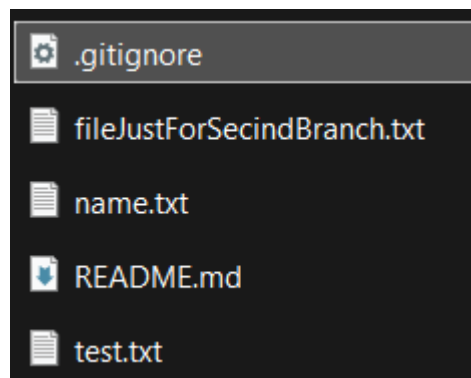 .gitignore
fileJustForSecindBranch.txt
name.txt
README.md
test.txt